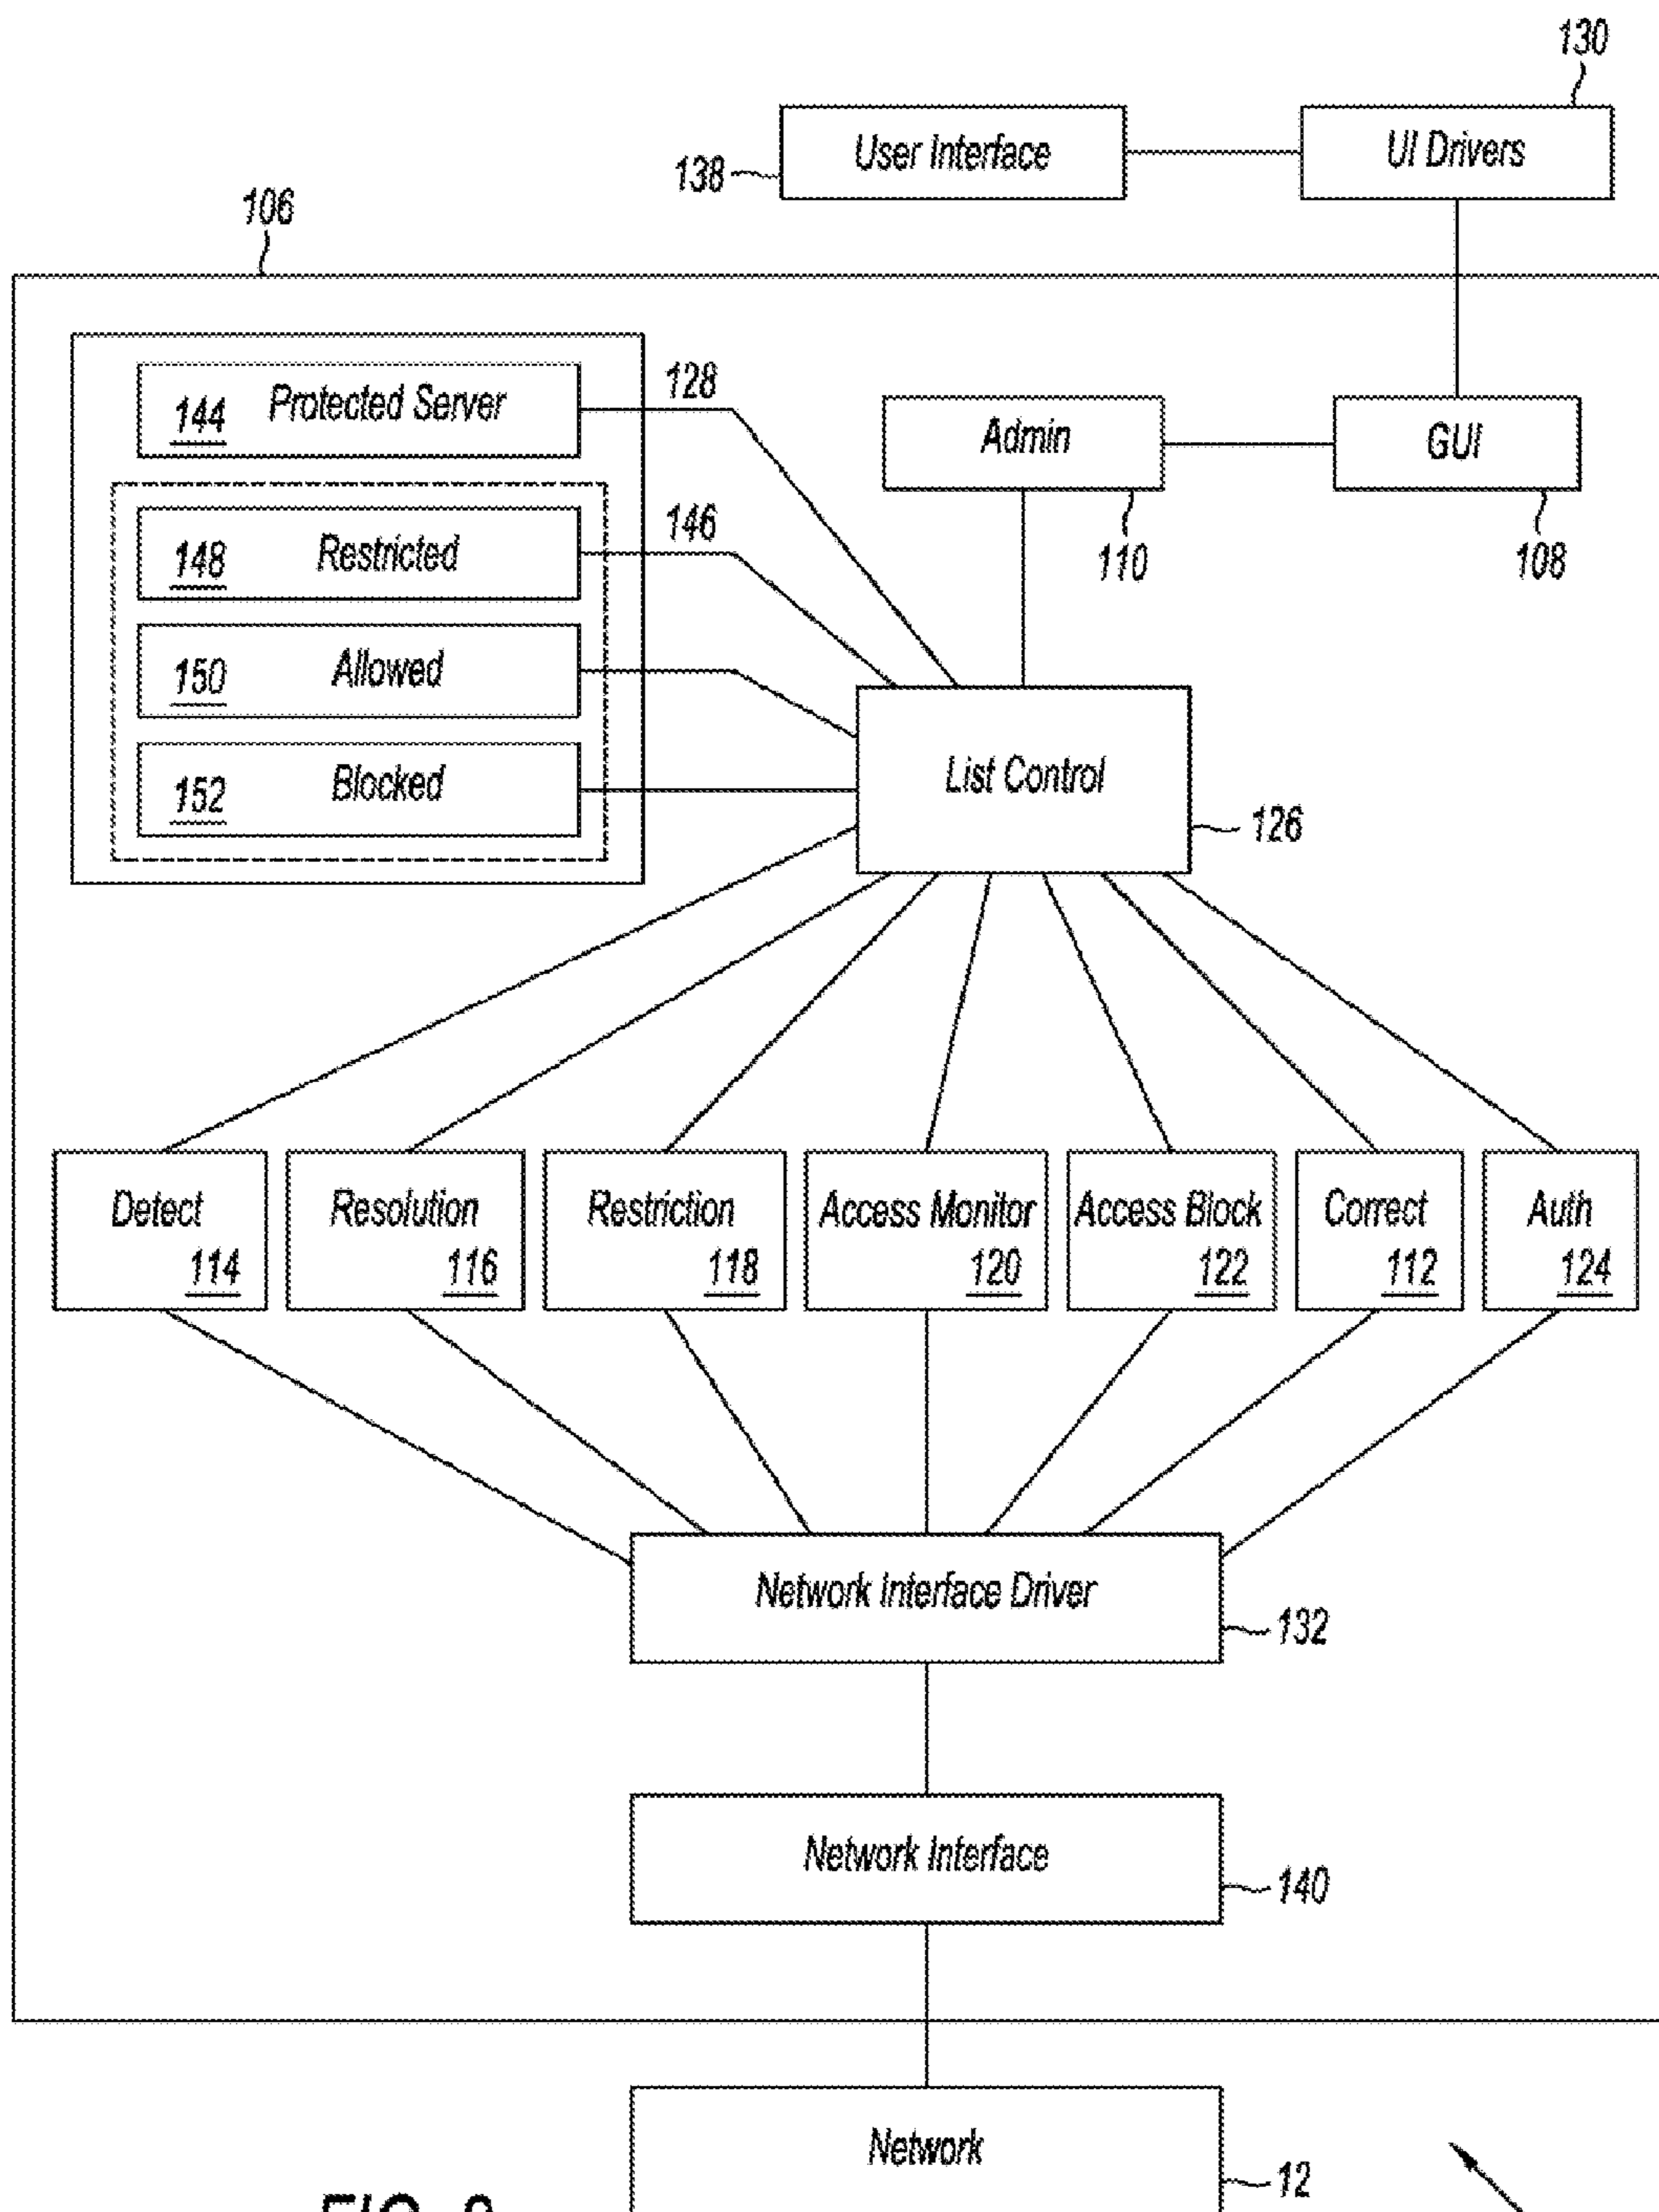 130
User Interface
UI Drivers
138
106
144 Protected Server
128
Admin
GUI
148 Restricted
146
110
108
150 Allowed
152 Blocked
List Control
126
Detect
114
Resolution
116
Restriction
118
Access Monitor
120
Access Block
122
Correct
112
Auth
124
Network Interface Driver
132
Network Interface
140
Network
12